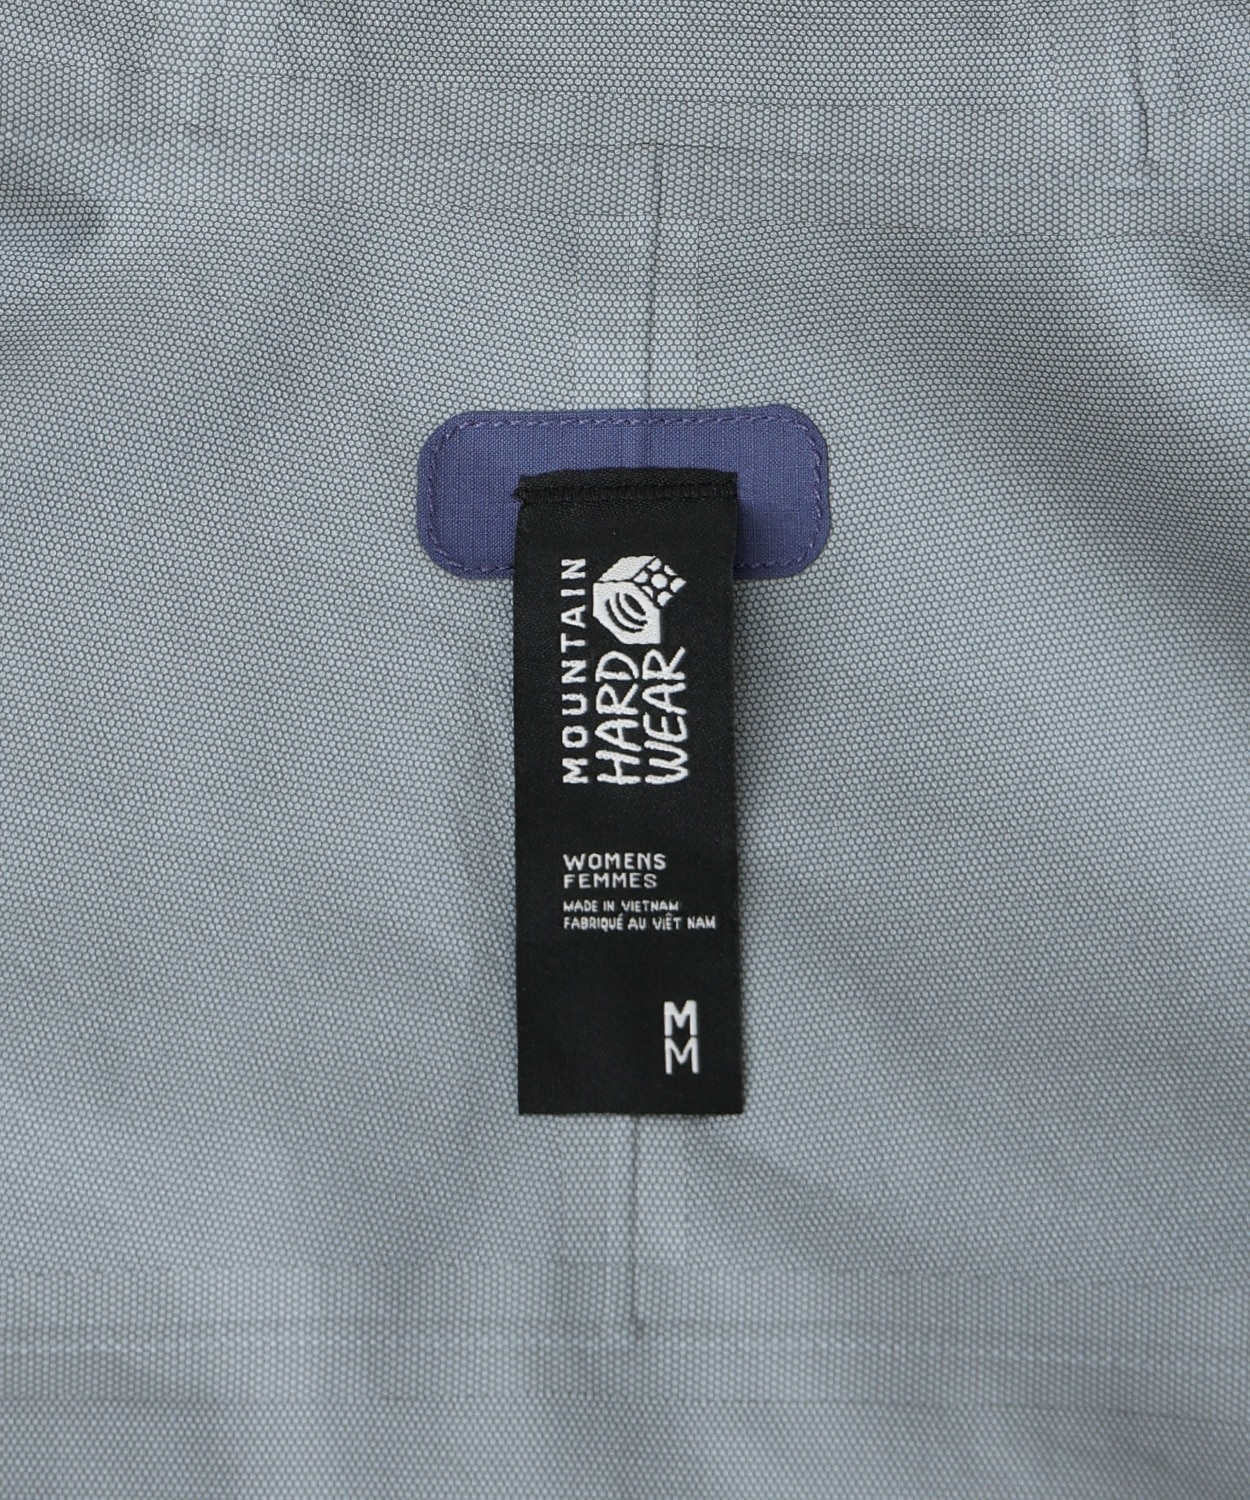 MOUNTAIN
HARD
WEAR
WOMENS
FEMMES
MADE IN VIETNAM
FABRIQUÉ AU VIÊT NAM
M
M